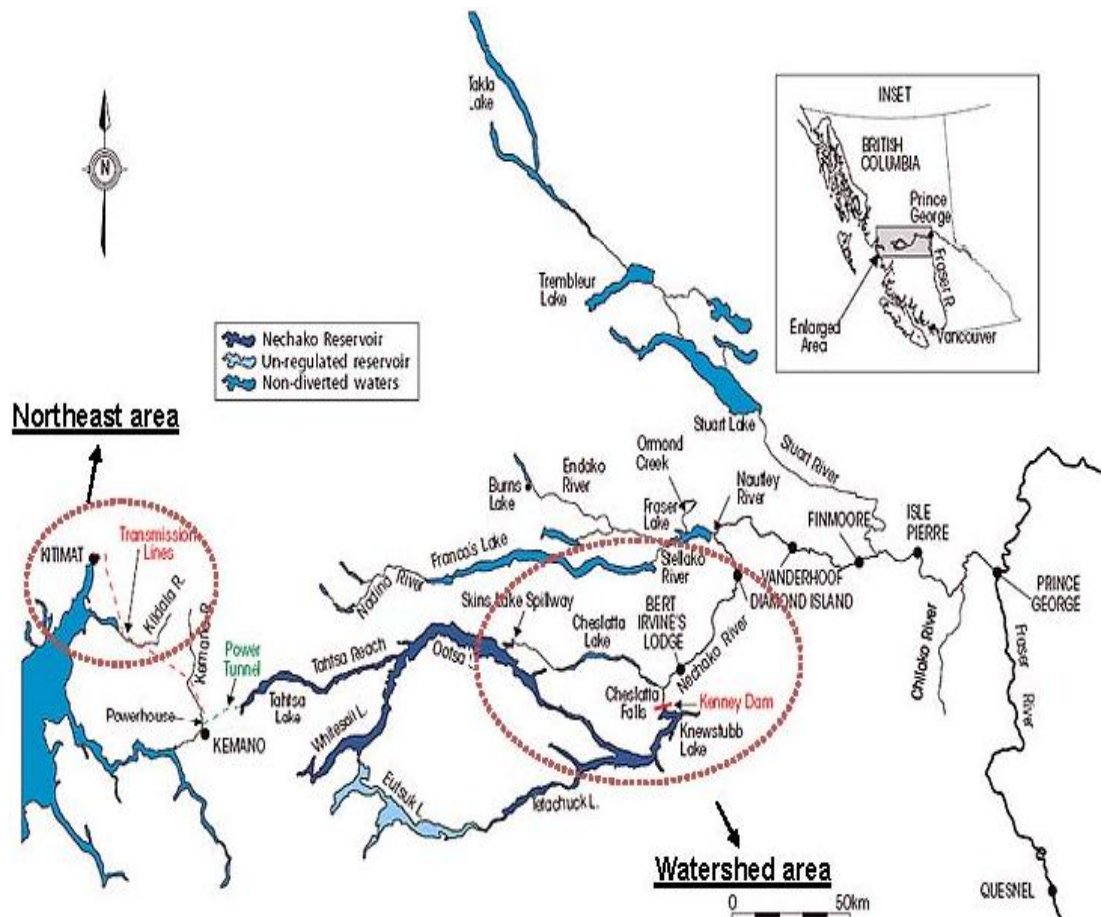 Takla
Lake
INSET
BRITISH
COLUMBIA
Prince
George
Fraser R.
Vancouver
Enlarged
Area
N
Trembleur
Lake
Nechako Reservoir
Un-regulated reservoir
Non-diverted waters
Northeast area
Stuart Lake
Stuart River
Ormond
Creek
Nautley
River
Endako
River
Burns
Lake
Fraser
Lake
FINMOORE
ISLE
PIERRE
KITIMAT
Transmission
Lines
Kildala R.
Kemano R.
Francois Lake
Nadina River
Stellako
River
VANDERHOOF
DIAMOND ISLAND
PRINCE
GEORGE
Skins Lake Spillway
Cheslatta
Lake
BERT
IRVINE'S
LODGE
Nechako River
Chilako River
Fraser
River
Power
Tunnel
Tahtsa Reach
Ootsa
Tahtsa
Lake
Powerhouse
KEMANO
Whitesail L.
Cheslatta
Falls
Kenney Dam
Knewstubb
Lake
Eutsuk L.
Tetachuck L.
Watershed area
0 50km
QUESNEL